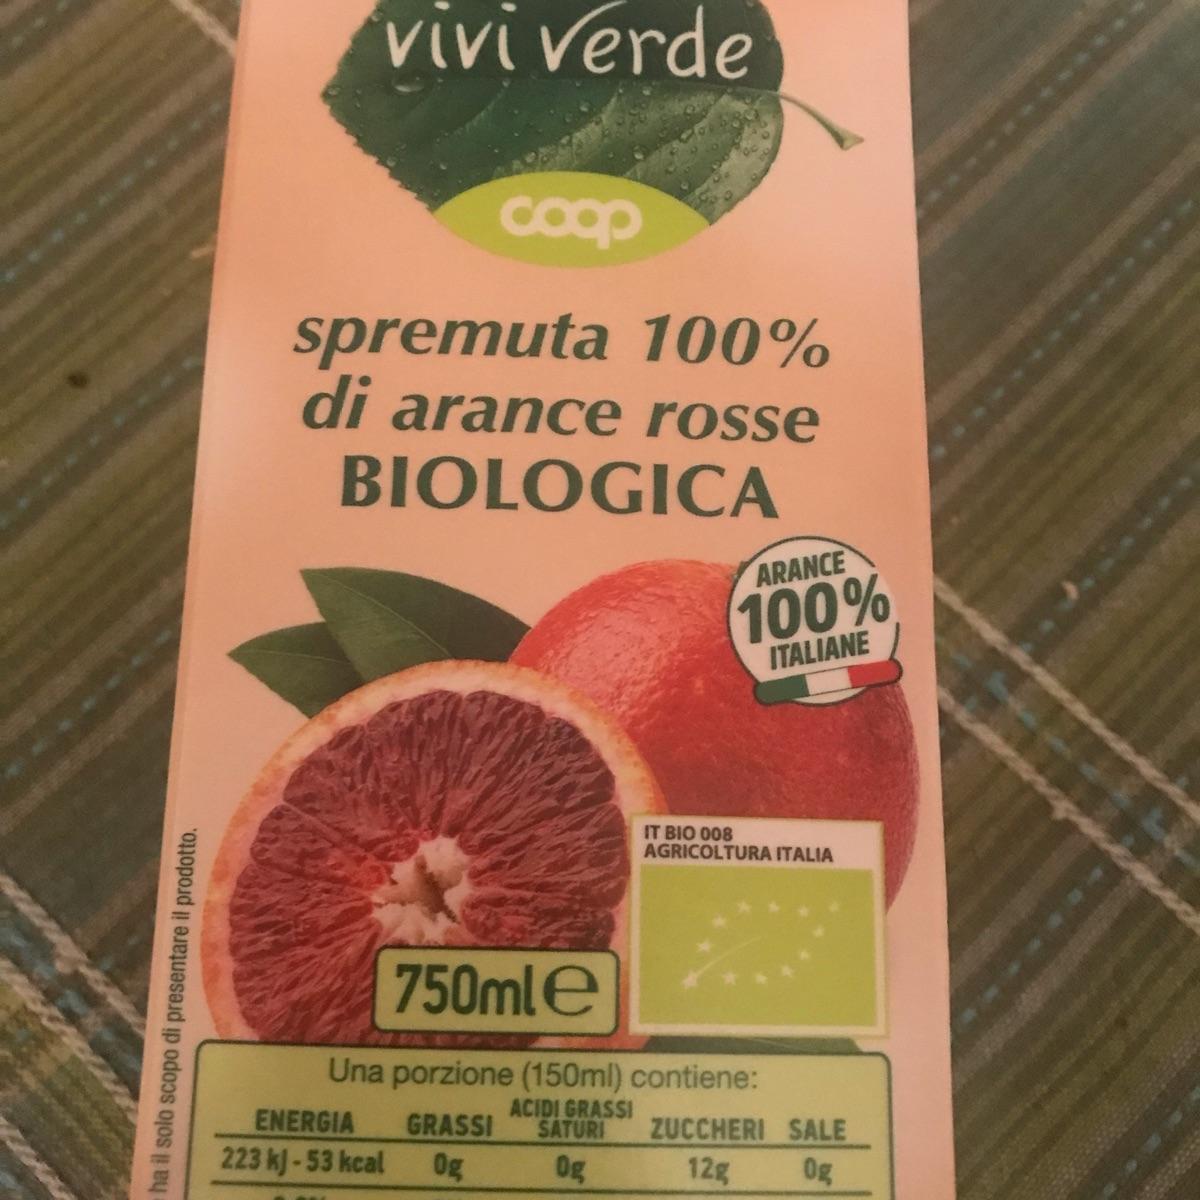 vivi verde
coop
spremuta 100%
di arance rosse
BIOLOGICA
ARANCE
100%
ITALIANE
IT BIO 008
AGRICOLTURA ITALIA
750ml e
Una porzione (150ml) contiene:
ENERGIA GRASSI ACIDI GRASSI SATURI ZUCCHERI SALE
223 kJ - 53 kcal 0g 0g 12g 0g
ha il solo scopo di presentare il prodotto.